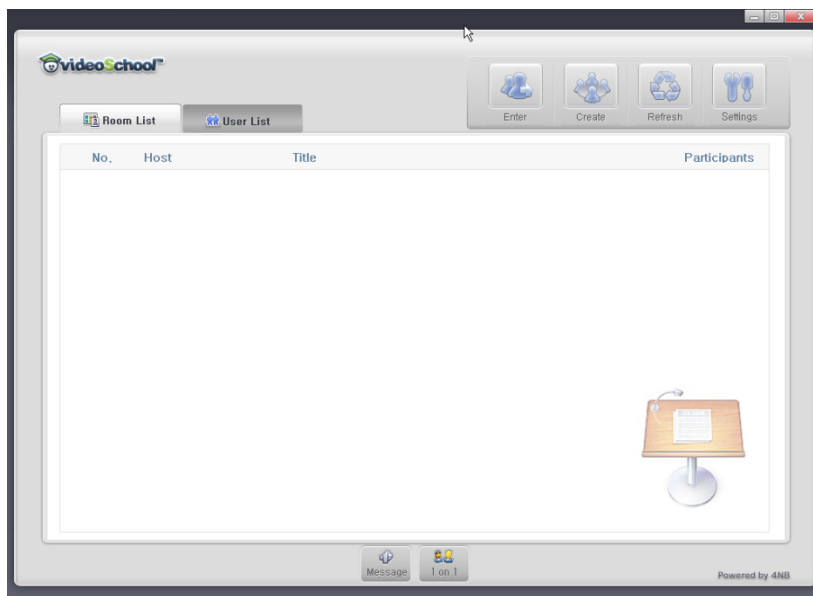 videoSchool™
Enter
Create
Refresh
Settings
Room List
User List
No.
Host
Title
Participants
Message
1 on 1
Powered by 4NB